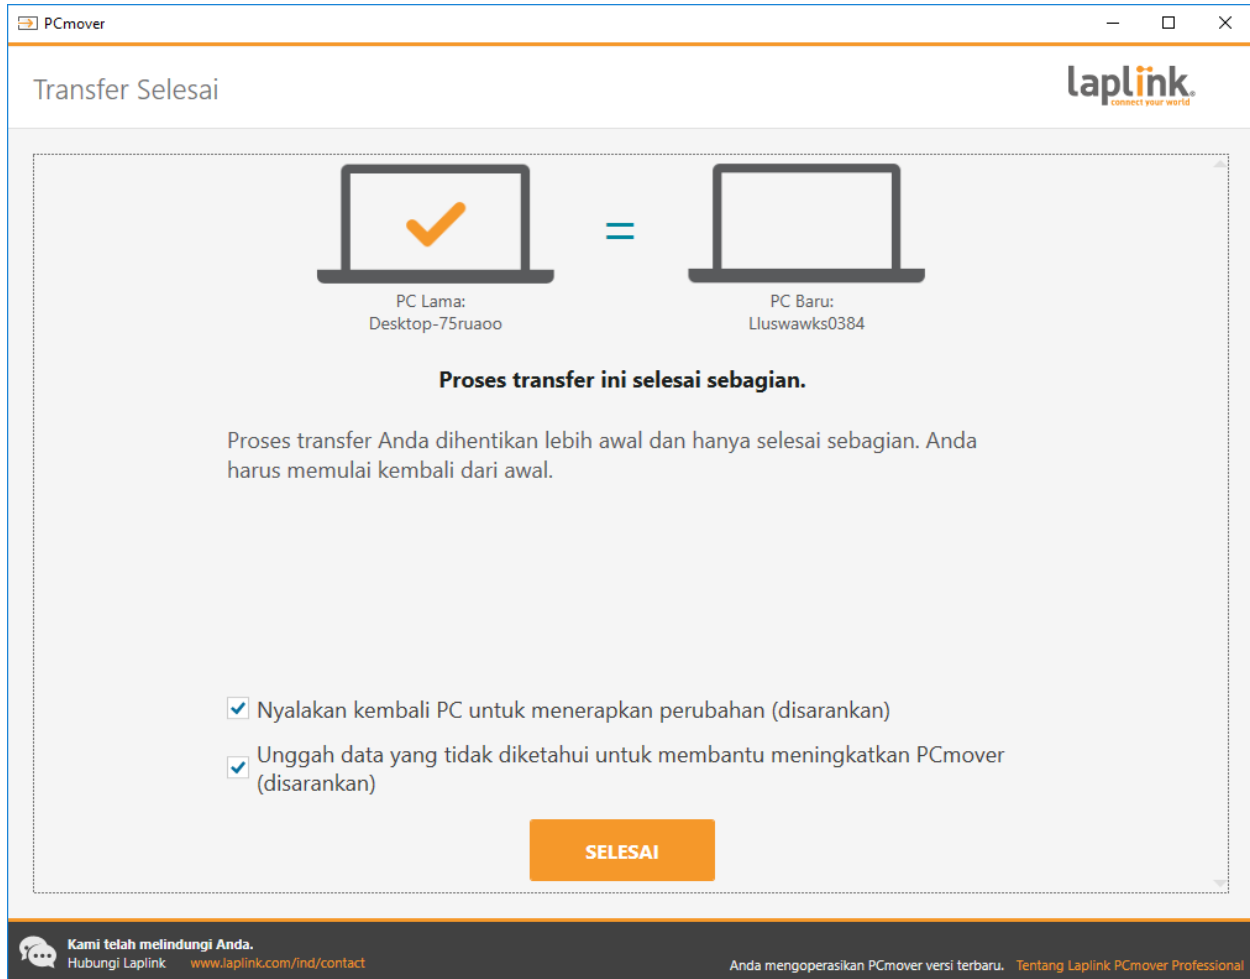 PCmover
Transfer Selesai
laplink.
connect your world
=
PC Lama:
Desktop-75ruaoo
PC Baru:
Lluswawks0384
Proses transfer ini selesai sebagian.
Proses transfer Anda dihentikan lebih awal dan hanya selesai sebagian. Anda
harus memulai kembali dari awal.
Nyalakan kembali PC untuk menerapkan perubahan (disarankan)
Unggah data yang tidak diketahui untuk membantu meningkatkan PCmover
(disarankan)
SELESAI
Kami telah melindungi Anda.
Hubungi Laplink www.laplink.com/ind/contact
Anda mengoperasikan PCmover versi terbaru. Tentang Laplink PCmover Professional